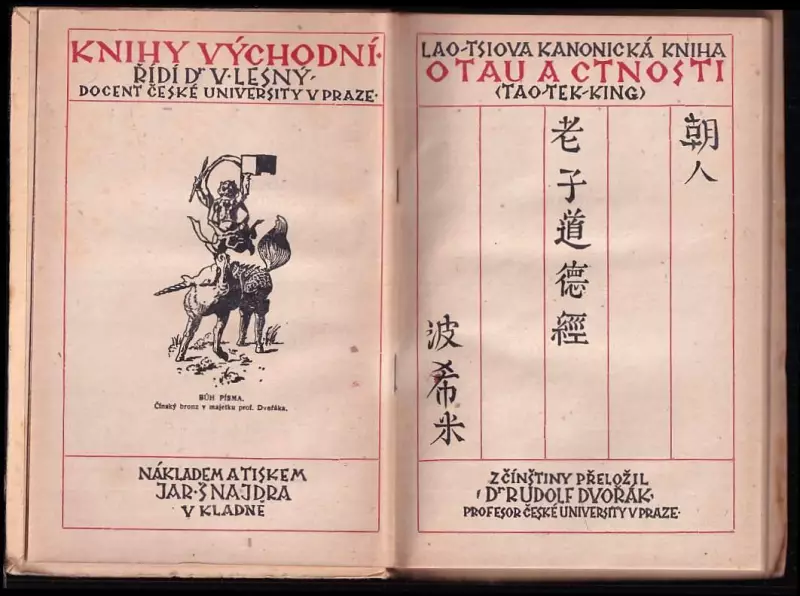 KNIHY VÝCHODNÍ·
ŘÍDÍ Dr V·LESNÝ·
DOCENT ČESKÉ UNIVERSITY V PRAZE·
BŮH PÍSMA.
Čínský bronz v majetku prof. Dvořáka.
NÁKLADEM A TISKEM
JAR·ŠNAJDRA
V KLADNĚ
LAO-TSIOVA KANONICKÁ KNIHA
O TAU A CTNOSTI
(TAO-TEK-KING)
朝人
老子道德經
波希米
Z ČÍNŠTINY PŘELOŽIL
Dr RUDOLF DVOŘÁK·
PROFESOR ČESKÉ UNIVERSITY V PRAZE·